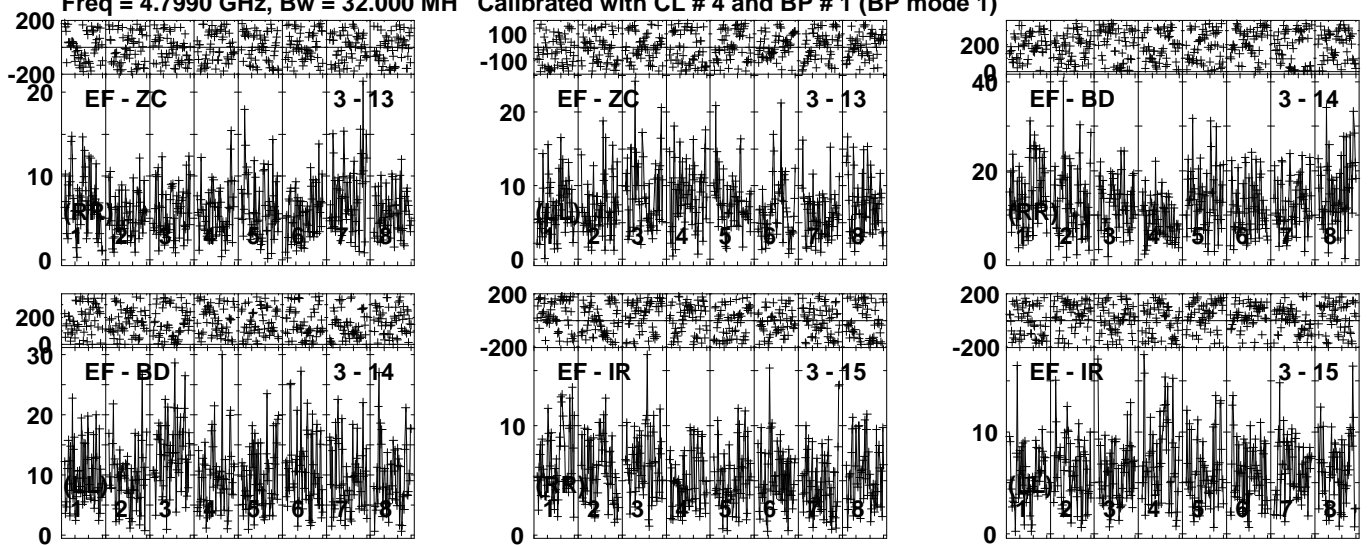 Freq = 4.7990 GHz, Bw = 32.000 MH Calibrated with CL # 4 and BP # 1 (BP mode 1)
200
-200
20
10
0
EF - ZC 3 - 13
(RR)
1 2 3 4 5 6 7 8
100
-100
20
10
0
EF - ZC 3 - 13
(LL)
1 2 3 4 5 6 7 8
200
0
40
20
0
EF - BD 3 - 14
(RR)
1 2 3 4 5 6 7 8
200
0
30
20
10
0
EF - BD 3 - 14
(LL)
1 2 3 4 5 6 7 8
200
-200
10
0
EF - IR 3 - 15
(RR)
1 2 3 4 5 6 7 8
200
-200
10
0
EF - IR 3 - 15
(LL)
1 2 3 4 5 6 7 8